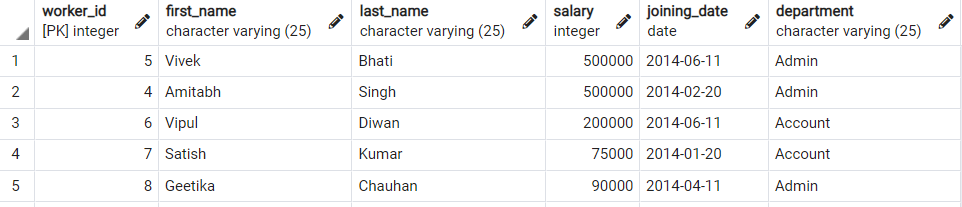 worker_id first_name last_name salary joining_date department
[PK] integer character varying (25) character varying (25) integer date character varying (25)
1 5 Vivek Bhati 500000 2014-06-11 Admin
2 4 Amitabh Singh 500000 2014-02-20 Admin
3 6 Vipul Diwan 200000 2014-06-11 Account
4 7 Satish Kumar 75000 2014-01-20 Account
5 8 Geetika Chauhan 90000 2014-04-11 Admin